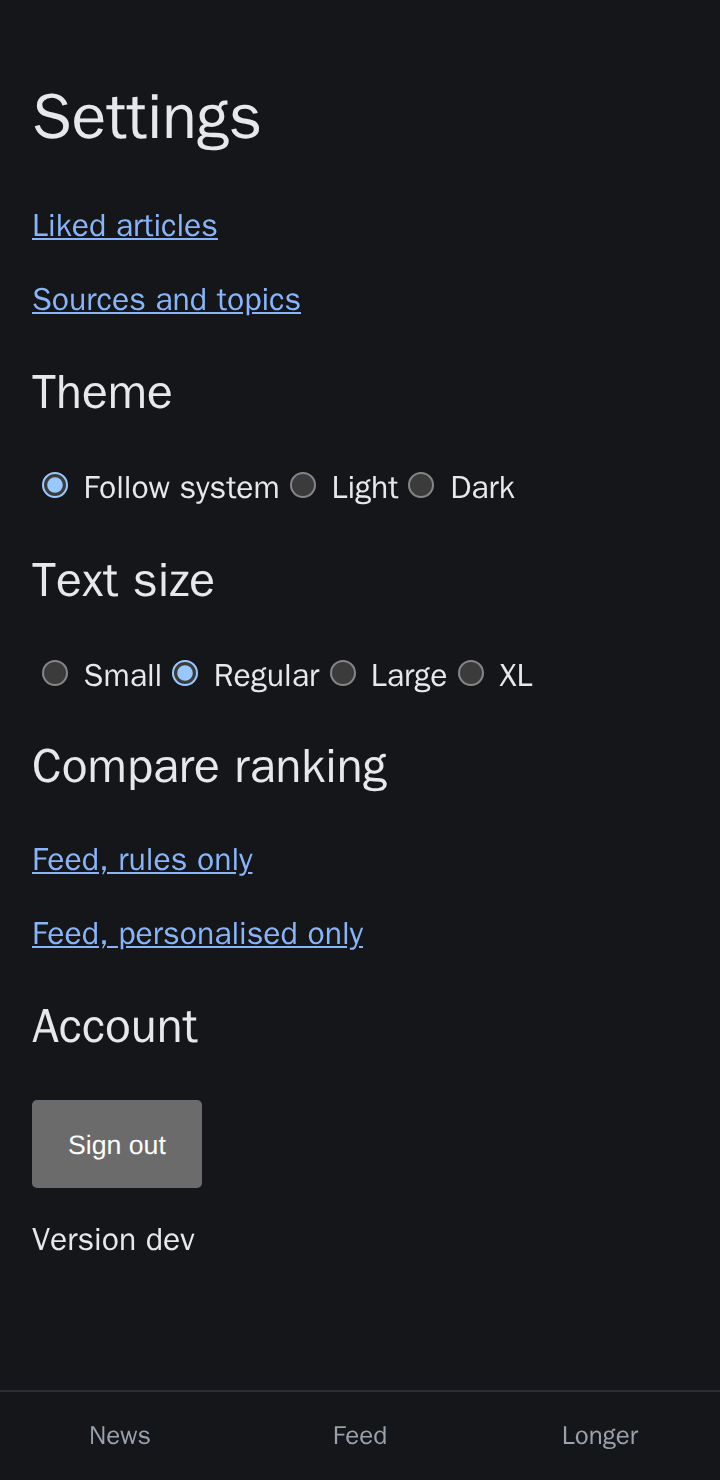 Settings
Liked articles
Sources and topics
Theme
Follow system Light Dark
Text size
Small Regular Large XL
Compare ranking
Feed, rules only
Feed, personalised only
Account
Sign out
Version dev
News Feed Longer